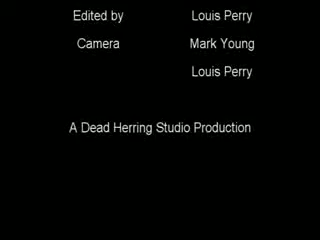 Edited by Louis Perry
Camera Mark Young
Louis Perry
A Dead Herring Studio Production